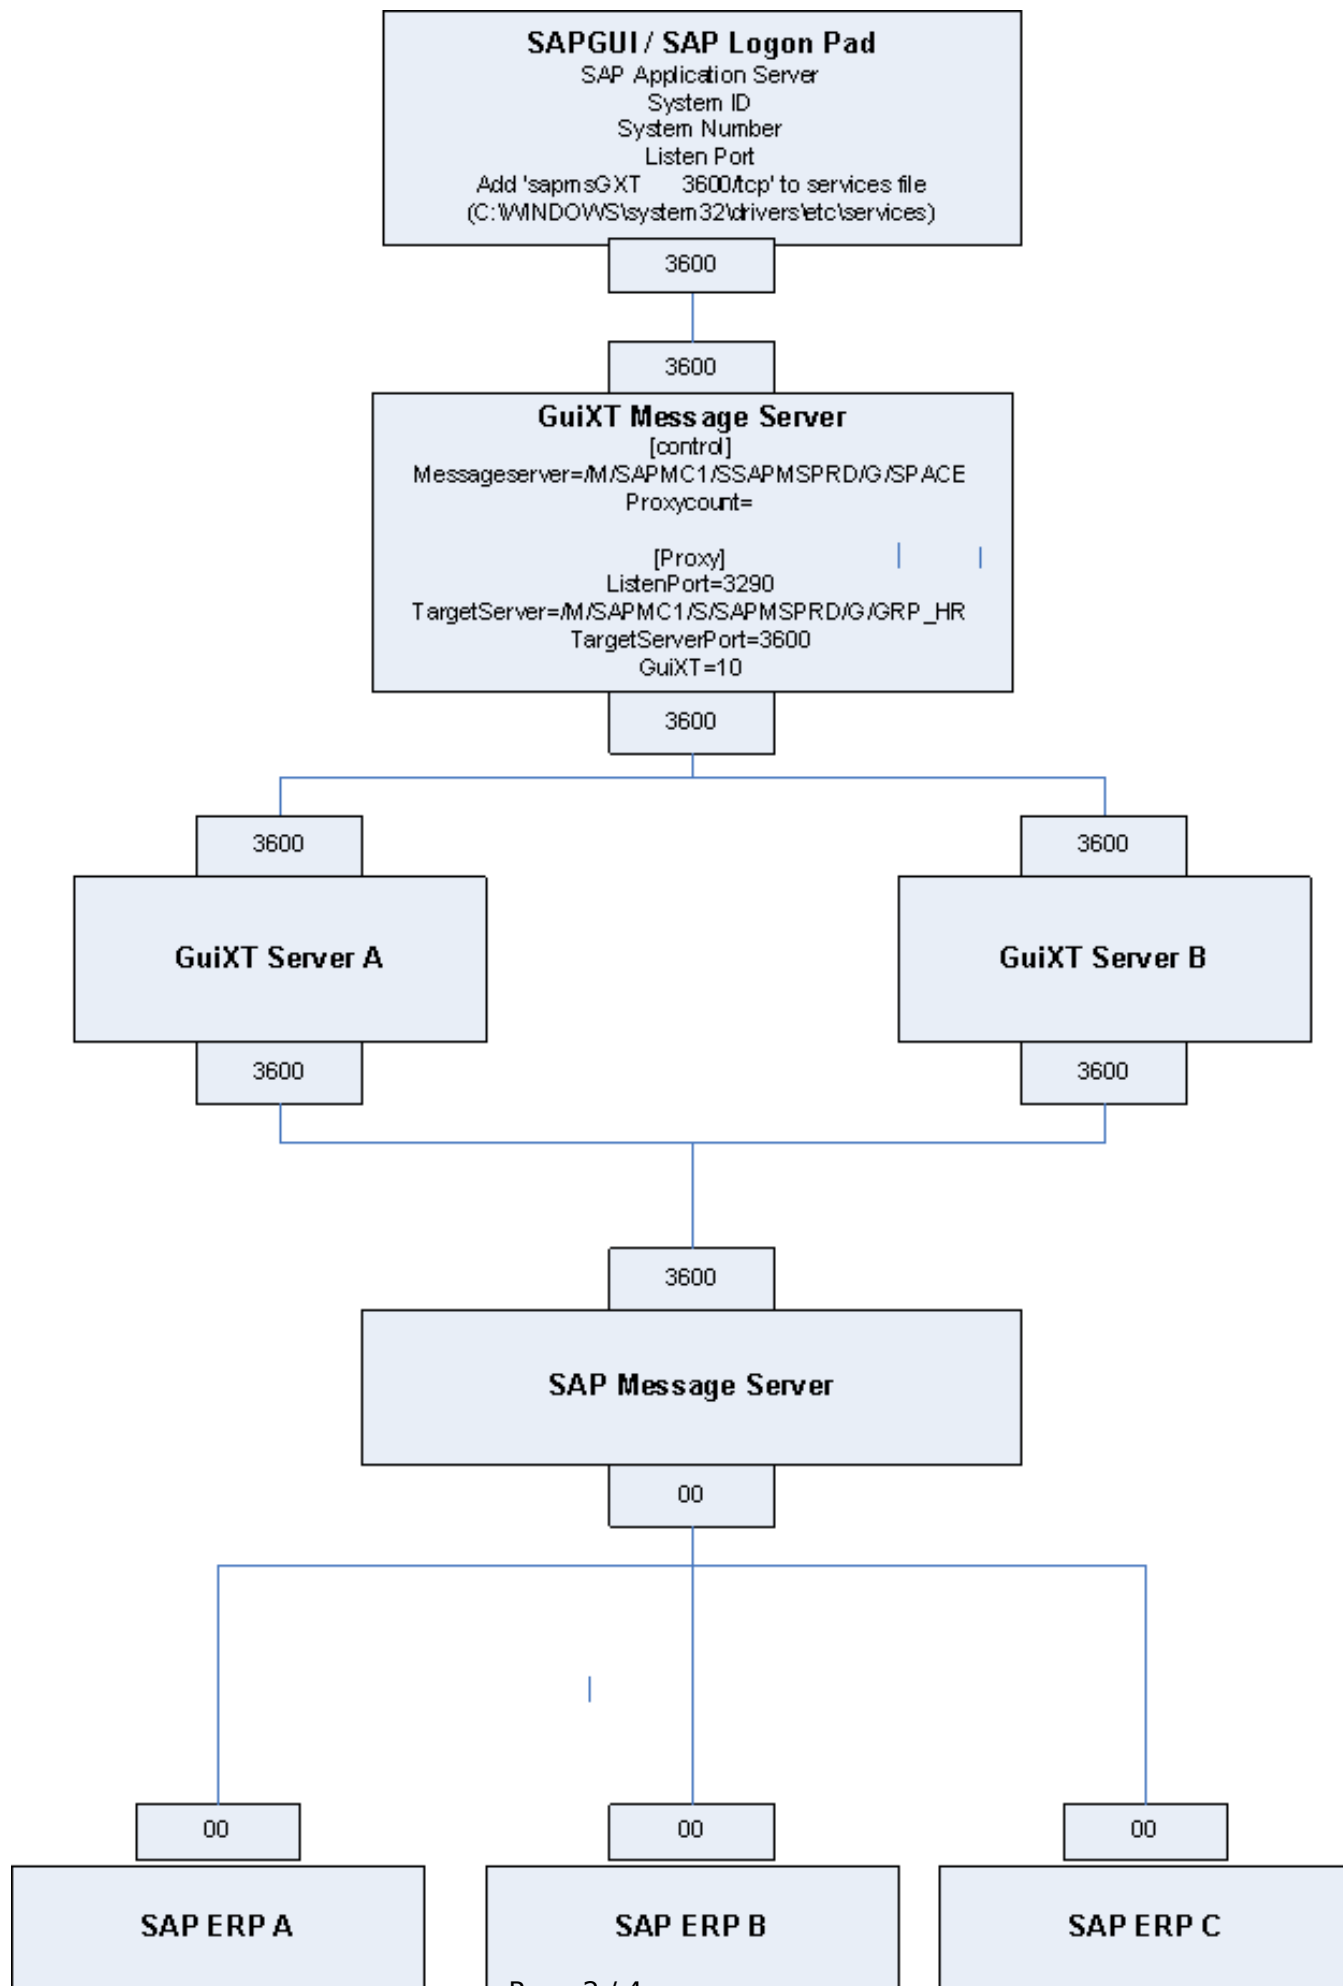 SAPGUI / SAP Logon Pad
SAP Application Server
System ID
System Number
Listen Port
Add 'sapmsGXT 3600/tcp' to services file
(C:\WINDOWS\system32\drivers\etc\services)
3600
3600
GuiXT Message Server
[control]
Messageserver=/M/SAPMC1/SSAPMSPRD/G/SPACE
Proxycount=
[Proxy]
ListenPort=3290
TargetServer=/M/SAPMC1/S/SAPMSPRD/G/GRP_HR
TargetServerPort=3600
GuiXT=10
3600
3600
3600
GuiXT Server A
GuiXT Server B
3600
3600
3600
SAP Message Server
00
00
00
00
SAP ERP A
SAP ERP B
SAP ERP C